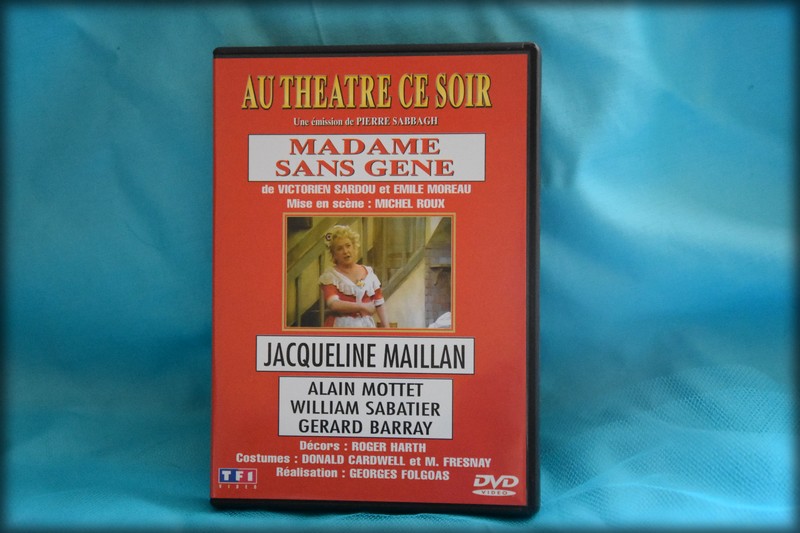 AU THEATRE CE SOIR
Une émission de PIERRE SABBAGH
MADAME
SANS GENE
de VICTORIEN SARDOU et EMILE MOREAU
Mise en scène : MICHEL ROUX
JACQUELINE MAILLAN
ALAIN MOTTET
WILLIAM SABATIER
GERARD BARRAY
Décors : ROGER HARTH
Costumes : DONALD CARDWELL et M. FRESNAY
Réalisation : GEORGES FOLGOAS
TF1
VIDEO
DVD
VIDEO